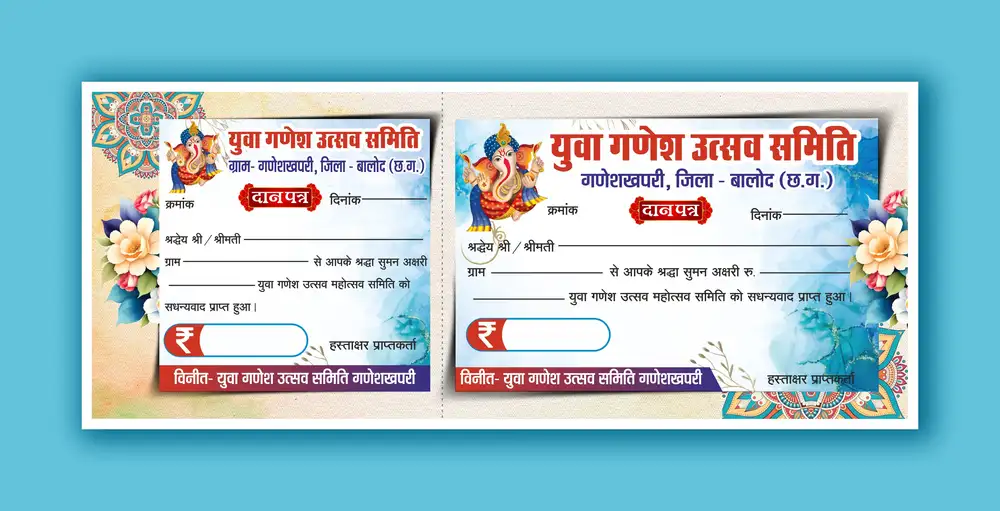 युवा गणेश उत्सव समिति
ग्राम- गणेशखपरी, जिला - बालोद (छ.ग.)
क्रमांक दानपत्र दिनांक
श्रद्धेय श्री / श्रीमती
ग्राम से आपके श्रद्धा सुमन अक्षरी
युवा गणेश उत्सव महोत्सव समिति को
सधन्यवाद प्राप्त हुआ।
₹
हस्ताक्षर प्राप्तकर्ता
विनीत- युवा गणेश उत्सव समिति गणेशखपरी
युवा गणेश उत्सव समिति
गणेशखपरी, जिला - बालोद (छ.ग.)
क्रमांक दानपत्र दिनांक
श्रद्धेय श्री / श्रीमती
ग्राम से आपके श्रद्धा सुमन अक्षरी रु.
युवा गणेश उत्सव महोत्सव समिति को सधन्यवाद प्राप्त हुआ।
₹
विनीत- युवा गणेश उत्सव समिति गणेशखपरी
हस्ताक्षर प्राप्तकर्ता